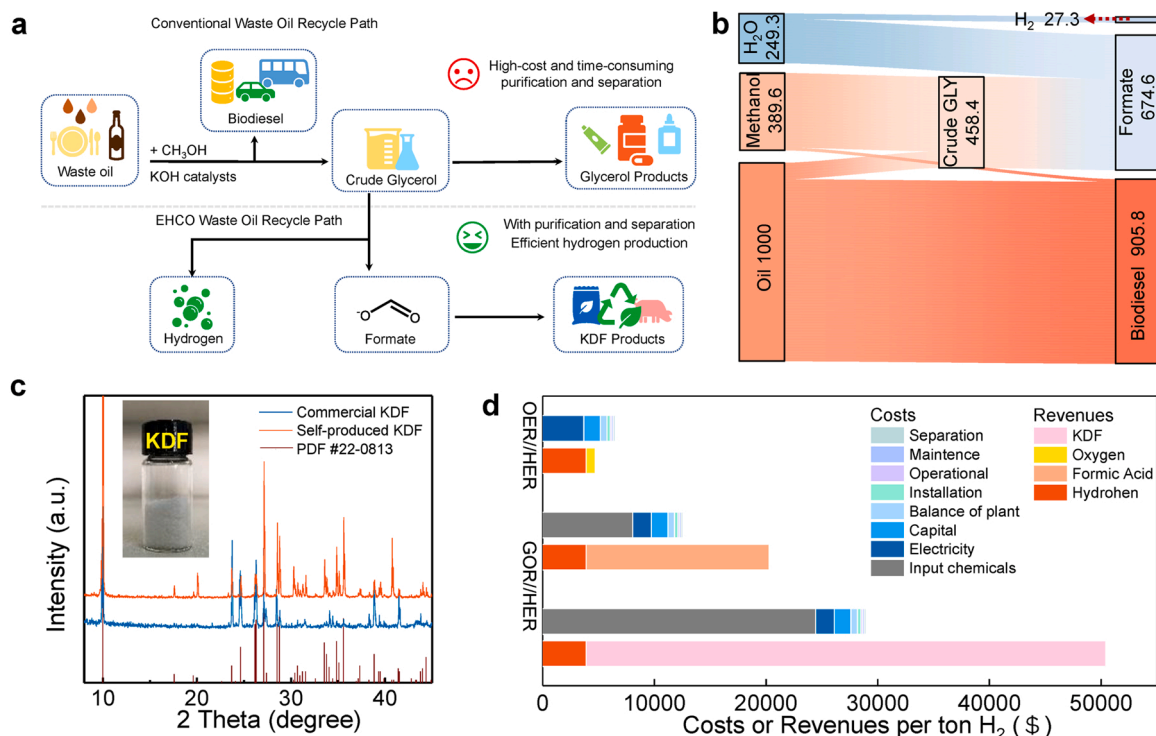 a
Conventional Waste Oil Recycle Path
Waste oil
+ CH₃OH
KOH catalysts
Biodiesel
Crude Glycerol
High-cost and time-consuming
purification and separation
Glycerol Products
EHCO Waste Oil Recycle Path
With purification and separation
Efficient hydrogen production
Hydrogen
Formate
KDF Products
-O
O
b
H₂O
249.3
Methanol
389.6
Oil 1000
Crude GLY
458.4
H₂ 27.3
Formate
674.6
Biodiesel 905.8
c
KDF
Commercial KDF
Self-produced KDF
PDF #22-0813
Intensity (a.u.)
10
20
30
40
2 Theta (degree)
d
OER//HER
GOR//HER
Costs
Separation
Maintence
Operational
Installation
Balance of plant
Capital
Electricity
Input chemicals
Revenues
KDF
Oxygen
Formic Acid
Hydrohen
0
10000
20000
30000
40000
50000
Costs or Revenues per ton H₂ ( $ )